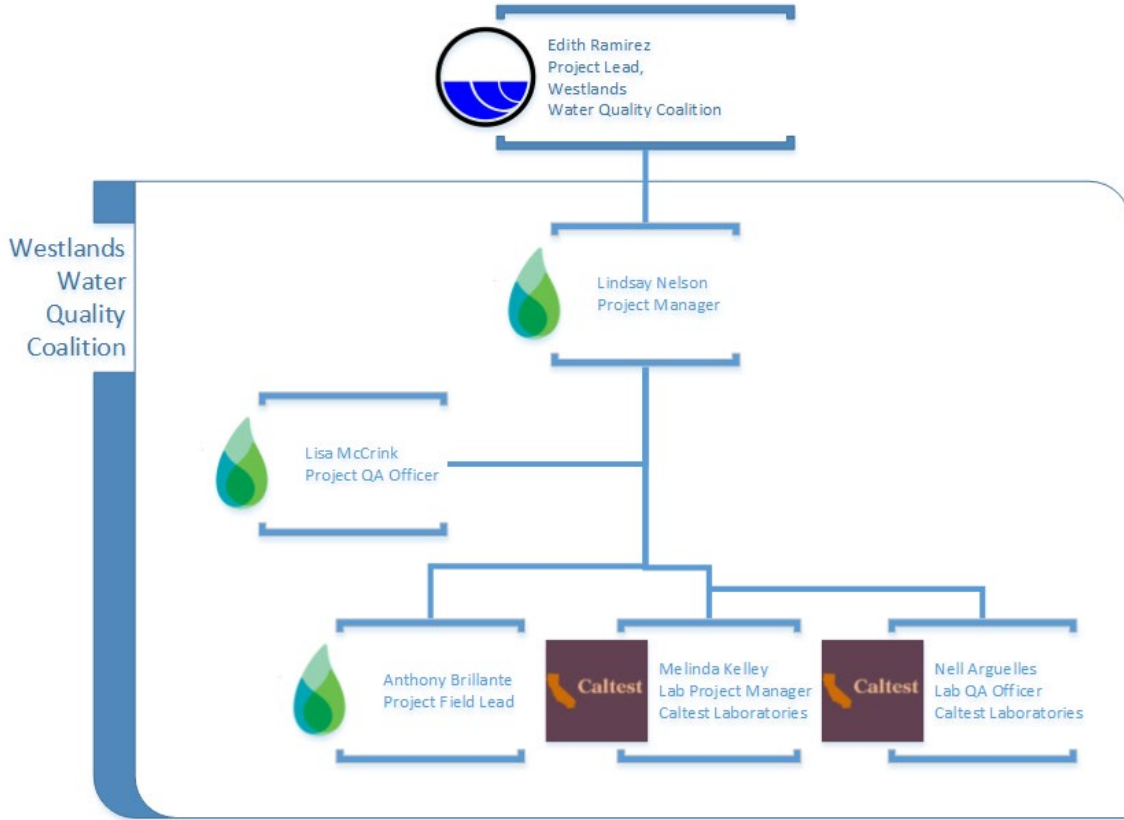 Edith Ramirez
Project Lead,
Westlands
Water Quality Coalition
Westlands
Water
Quality
Coalition
Lindsay Nelson
Project Manager
Lisa McCrink
Project QA Officer
Anthony Brillante
Project Field Lead
Caltest
Melinda Kelley
Lab Project Manager
Caltest Laboratories
Caltest
Nell Arguelles
Lab QA Officer
Caltest Laboratories